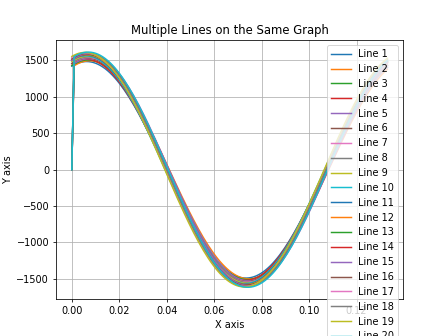 Multiple Lines on the Same Graph
Y axis
1500
1000
500
0
−500
−1000
−1500
0.00
0.02
0.04
0.06
0.08
0.10
X axis
Line 1
Line 2
Line 3
Line 4
Line 5
Line 6
Line 7
Line 8
Line 9
Line 10
Line 11
Line 12
Line 13
Line 14
Line 15
Line 16
Line 17
Line 18
Line 19
Line 20